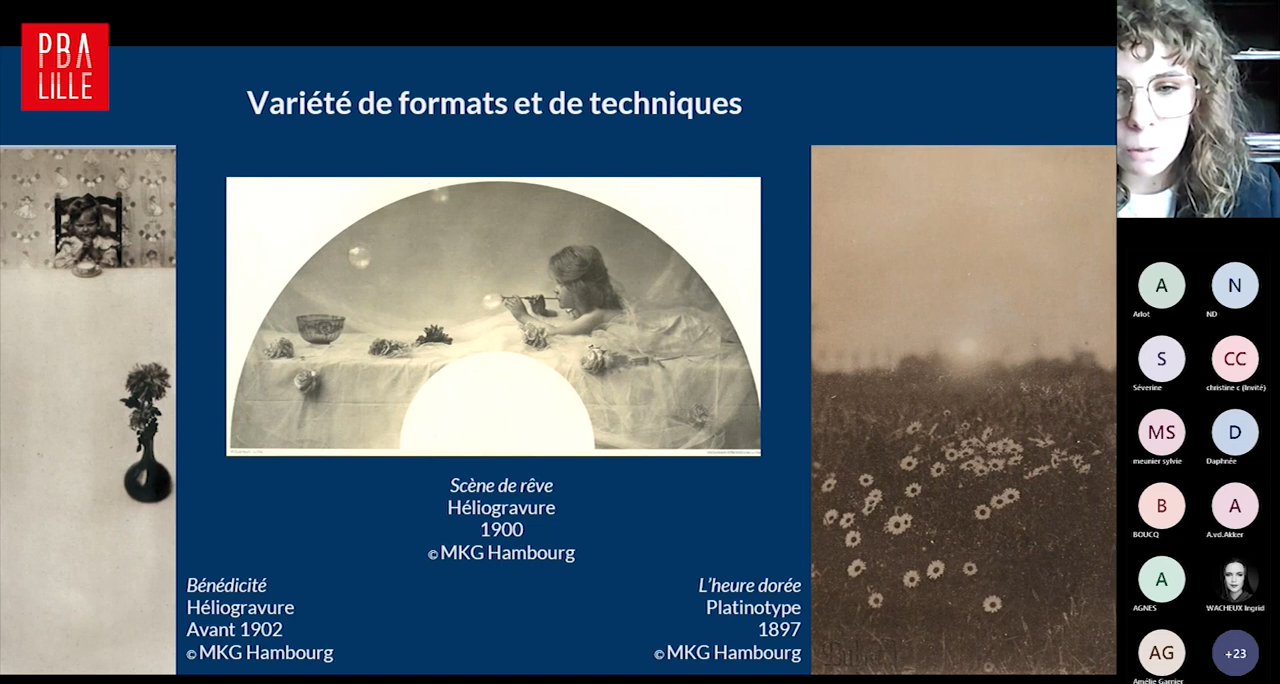 PBA
LILLE
Variété de formats et de techniques
Scène de rêve
Héliogravure
1900
© MKG Hambourg
Bénédicité
Héliogravure
Avant 1902
© MKG Hambourg
L'heure dorée
Platinotype
1897
© MKG Hambourg
A
Arlot
N
ND
S
Séverine
CC
christine c (Invité)
MS
meunier sylvie
D
Daphnée
B
BOUCQ
A
A.vd.Akker
A
AGNES
WACHEUX Ingrid
AG
Amélie Garnier
+23